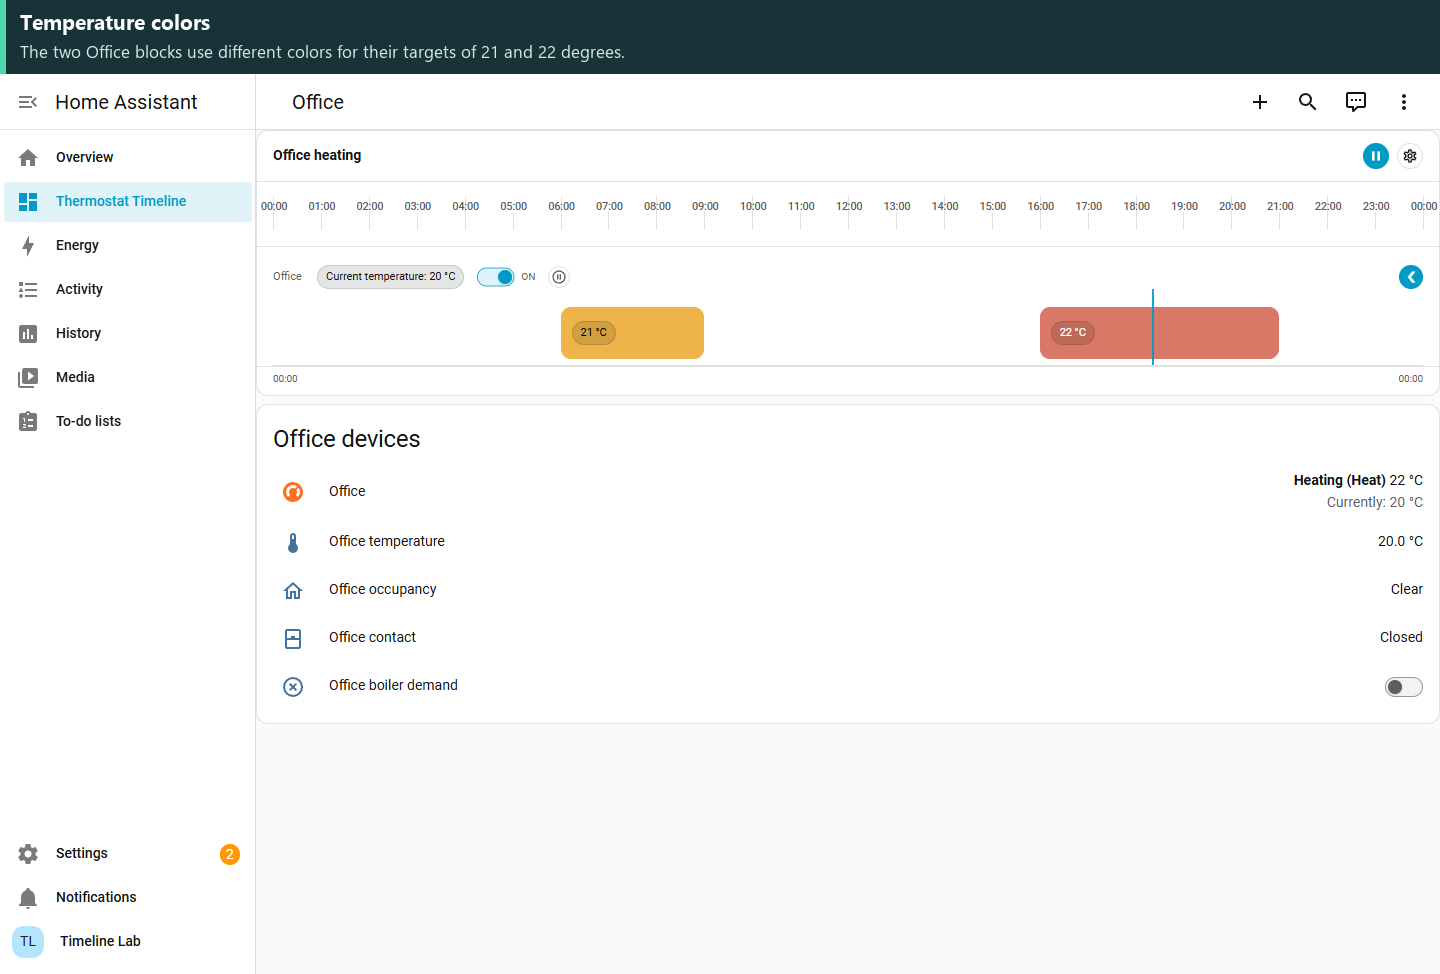 Temperature colors
The two Office blocks use different colors for their targets of 21 and 22 degrees.
Home Assistant
Office
Overview
Thermostat Timeline
Energy
Activity
History
Media
To-do lists
Settings
2
Notifications
TL
Timeline Lab
Office heating
00:00 01:00 02:00 03:00 04:00 05:00 06:00 07:00 08:00 09:00 10:00 11:00 12:00 13:00 14:00 15:00 16:00 17:00 18:00 19:00 20:00 21:00 22:00 23:00 00:00
Office Current temperature: 20 °C ON
21 °C 22 °C
00:00 00:00
Office devices
Office
Heating (Heat) 22 °C
Currently: 20 °C
Office temperature 20.0 °C
Office occupancy Clear
Office contact Closed
Office boiler demand